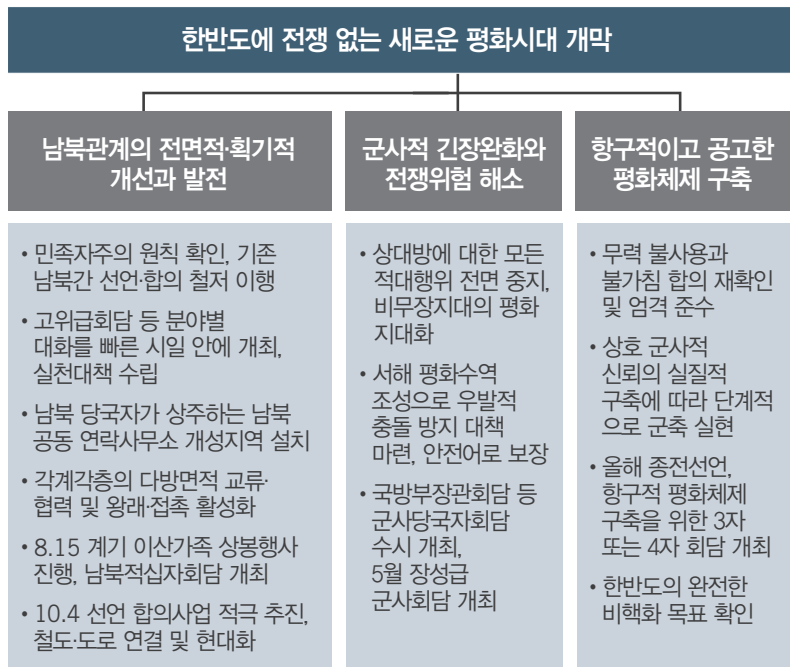 한반도에 전쟁 없는 새로운 평화시대 개막
남북관계의 전면적·획기적
개선과 발전
• 민족자주의 원칙 확인, 기존
남북간 선언·합의 철저 이행
• 고위급회담 등 분야별
대화를 빠른 시일 안에 개최,
실천대책 수립
• 남북 당국자가 상주하는 남북
공동 연락사무소 개성지역 설치
• 각계각층의 다방면적 교류·
협력 및 왕래·접촉 활성화
• 8.15 계기 이산가족 상봉행사
진행, 남북적십자회담 개최
• 10.4 선언 합의사업 적극 추진,
철도·도로 연결 및 현대화
군사적 긴장완화와
전쟁위험 해소
• 상대방에 대한 모든
적대행위 전면 중지,
비무장지대의 평화
지대화
• 서해 평화수역
조성으로 우발적
충돌 방지 대책
마련, 안전어로 보장
• 국방부장관회담 등
군사당국자회담
수시 개최,
5월 장성급
군사회담 개최
항구적이고 공고한
평화체제 구축
• 무력 불사용과
불가침 합의 재확인
및 엄격 준수
• 상호 군사적
신뢰의 실질적
구축에 따라 단계적
으로 군축 실현
• 올해 종전선언,
항구적 평화체제
구축을 위한 3자
또는 4자 회담 개최
• 한반도의 완전한
비핵화 목표 확인